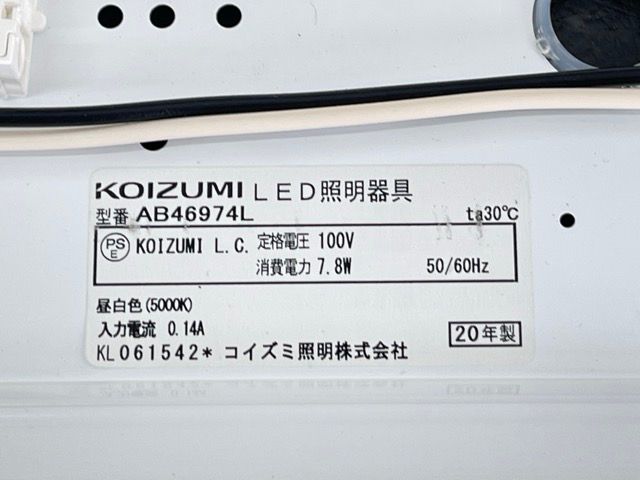 KOIZUMI LED照明器具
型番 AB46974L ta30℃
PS E KOIZUMI L.C. 定格電圧 100V
消費電力 7.8W 50/60Hz
昼白色(5000K)
入力電流 0.14A
20年製
KL061542* コイズミ照明株式会社